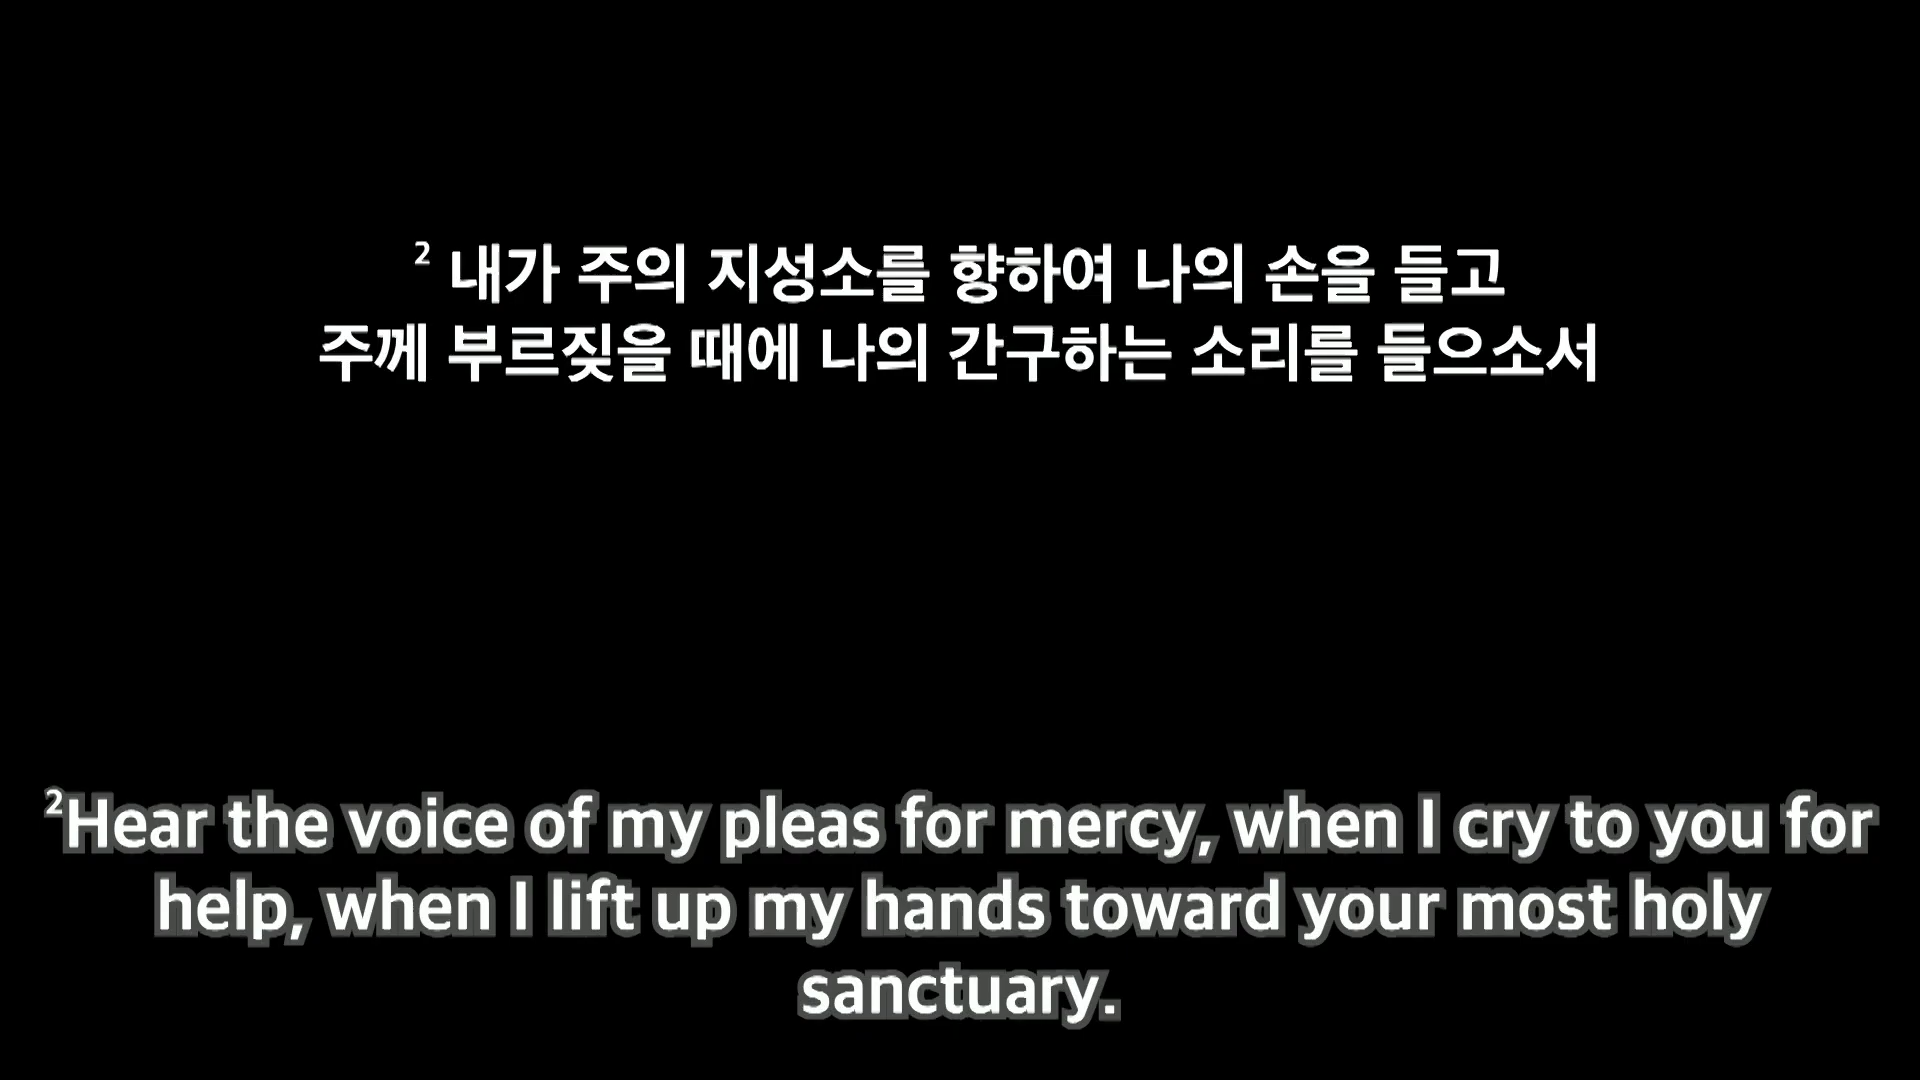 ² 내가 주의 지성소를 향하여 나의 손을 들고
주께 부르짖을 때에 나의 간구하는 소리를 들으소서
²Hear the voice of my pleas for mercy, when I cry to you for
help, when I lift up my hands toward your most holy
sanctuary.